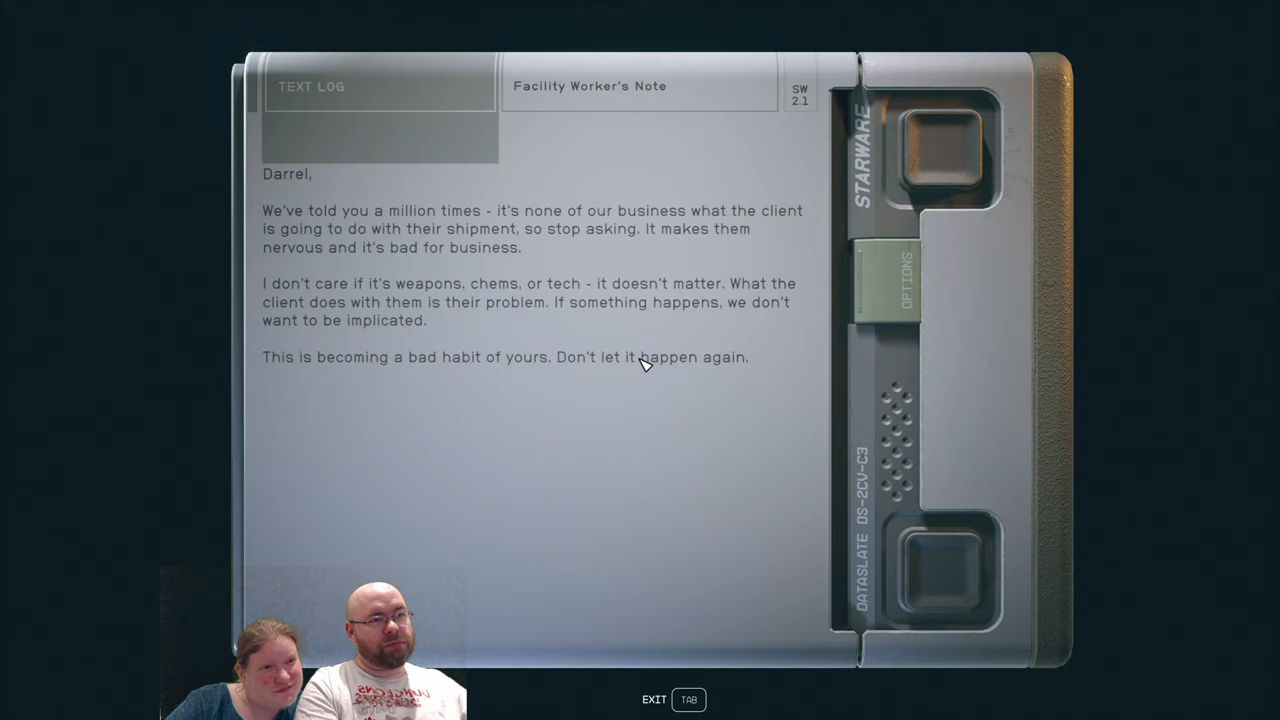 TEXT LOG
Facility Worker's Note
SW
2.1
Darrel,
We've told you a million times - it's none of our business what the client
is going to do with their shipment, so stop asking. It makes them
nervous and it's bad for business.
I don't care if it's weapons, chems, or tech - it doesn't matter. What the
client does with them is their problem. If something happens, we don't
want to be implicated.
This is becoming a bad habit of yours. Don't let it happen again.
STARWARE
OPTIONS
DATASLATE DS-2CV-C3
EXIT TAB